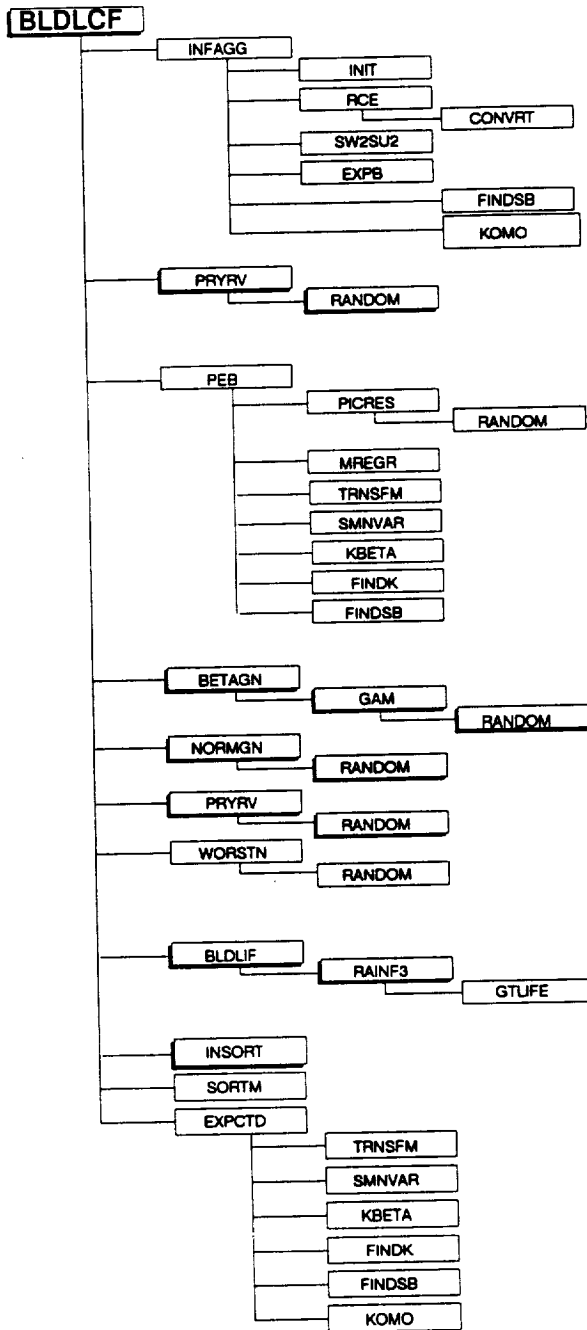 BLDLCF
INFAGG
INIT
RCE
CONVRT
SW2SU2
EXPB
FINDSB
KOMO
PRYRV
RANDOM
PEB
PICRES
RANDOM
MREGR
TRNSFM
SMNVAR
KBETA
FINDK
FINDSB
BETAGN
GAM
RANDOM
NORMGN
RANDOM
PRYRV
RANDOM
WORSTN
RANDOM
BLDLIF
RAINF3
GTLIFE
INSORT
SORTM
EXPCTD
TRNSFM
SMNVAR
KBETA
FINDK
FINDSB
KOMO